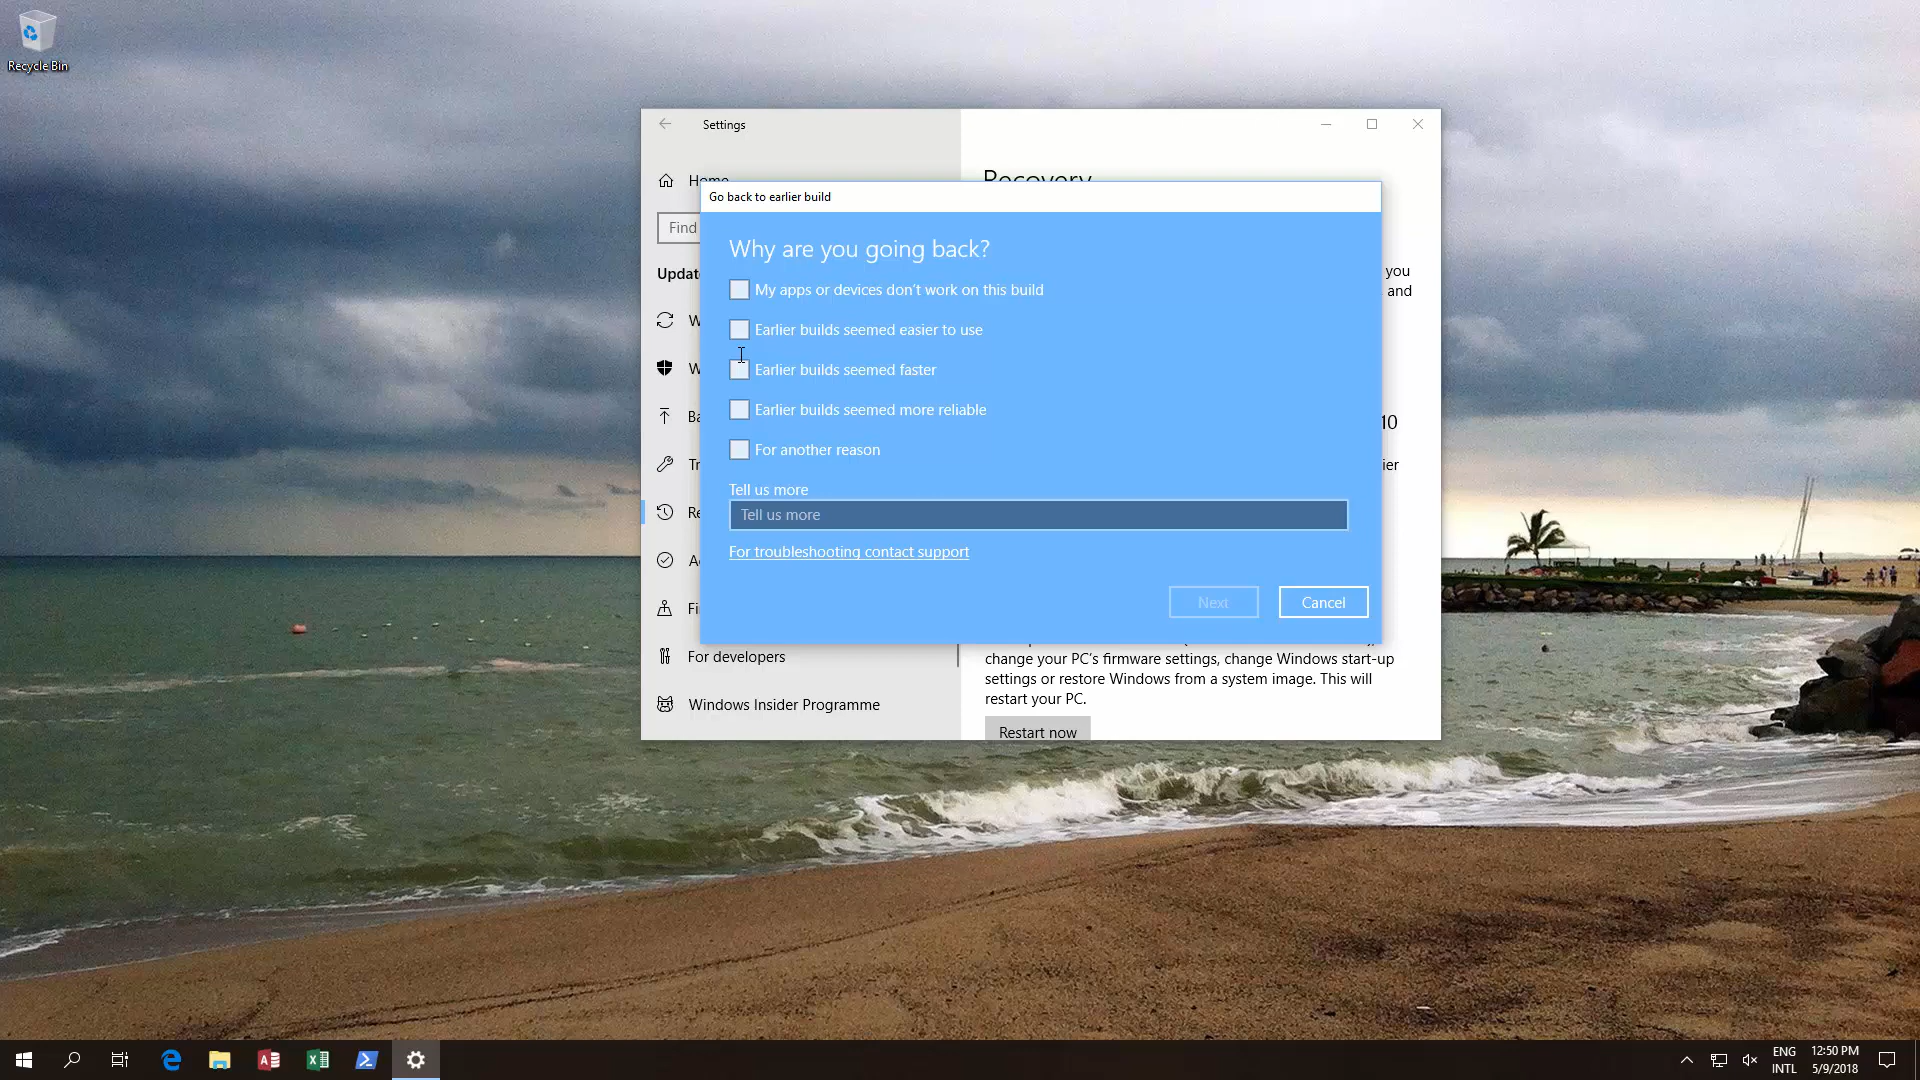 Recycle Bin
Settings
Home
Recovery
Go back to earlier build
Find
Why are you going back?
Updat
you
and
My apps or devices don't work on this build
W
Earlier builds seemed easier to use
W
Earlier builds seemed faster
Ba
Earlier builds seemed more reliable
10
Tr
For another reason
ier
Tell us more
Re
Tell us more
A
For troubleshooting contact support
Fi
Next
Cancel
For developers
change your PC's firmware settings, change Windows start-up
settings or restore Windows from a system image. This will
restart your PC.
Windows Insider Programme
Restart now
ENG
INTL
12:50 PM
5/9/2018